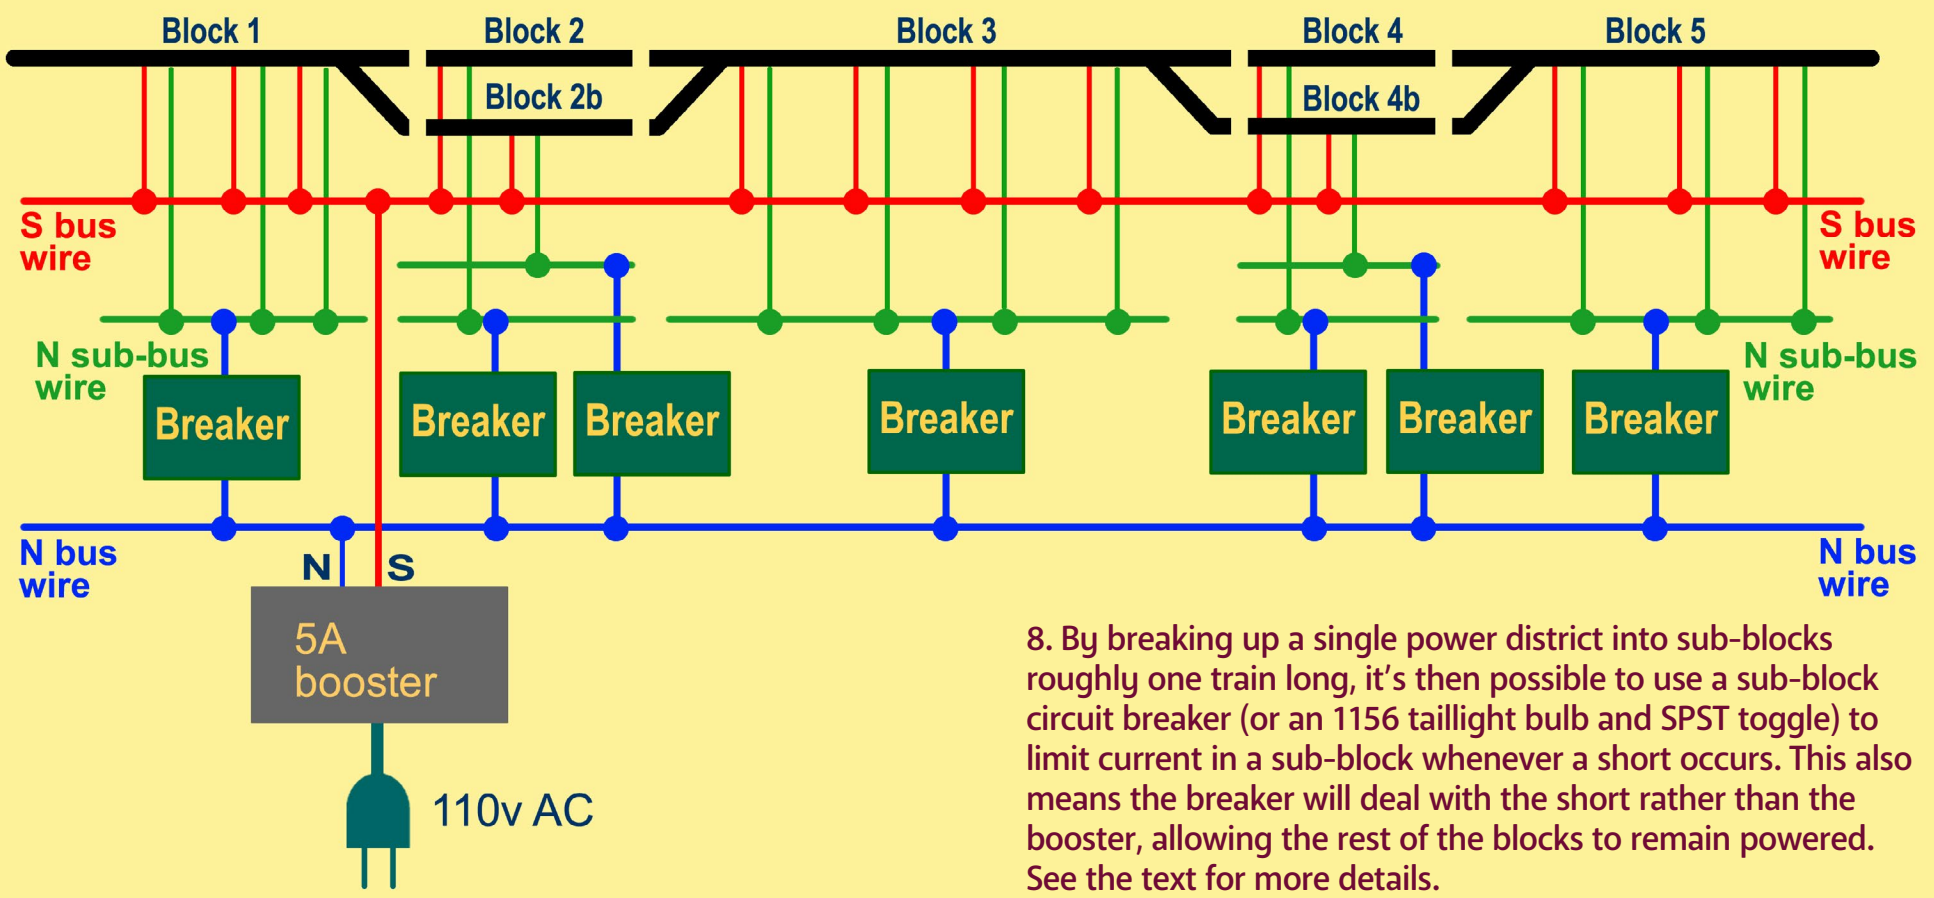 Block 1
Block 2
Block 3
Block 4
Block 5
Block 2b
Block 4b
S bus
wire
S bus
wire
N sub-bus
wire
N sub-bus
wire
Breaker
Breaker
Breaker
Breaker
Breaker
Breaker
Breaker
N bus
wire
N
S
N bus
wire
5A
booster
110v AC
8. By breaking up a single power district into sub-blocks
roughly one train long, it's then possible to use a sub-block
circuit breaker (or an 1156 taillight bulb and SPST toggle) to
limit current in a sub-block whenever a short occurs. This also
means the breaker will deal with the short rather than the
booster, allowing the rest of the blocks to remain powered.
See the text for more details.